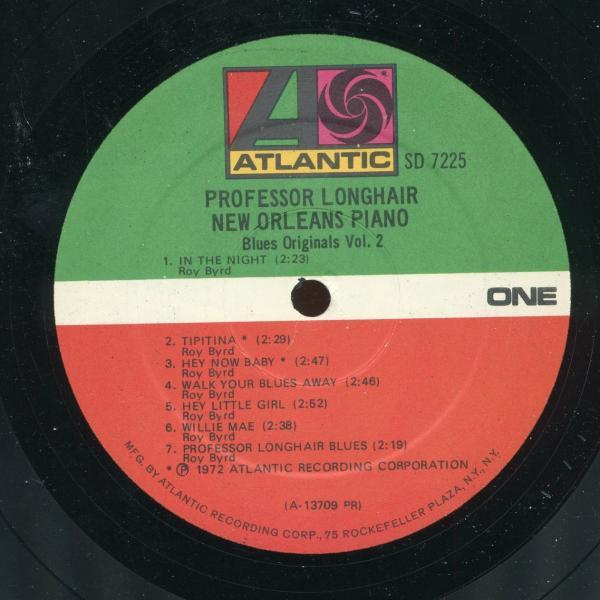 ATLANTIC
SD 7225
PROFESSOR LONGHAIR
NEW ORLEANS PIANO
Blues Originals Vol. 2
1. IN THE NIGHT (2:23)
Roy Byrd
ONE
2. TIPITINA * (2:29)
Roy Byrd
3. HEY NOW BABY * (2:47)
Roy Byrd
4. WALK YOUR BLUES AWAY (2:46)
Roy Byrd
5. HEY LITTLE GIRL (2:52)
Roy Byrd
6. WILLIE MAE (2:38)
Roy Byrd
7. PROFESSOR LONGHAIR BLUES (2:19)
Roy Byrd
* ℗ 1972 ATLANTIC RECORDING CORPORATION
(A-13709 PR)
MFG. BY ATLANTIC RECORDING CORP., 75 ROCKEFELLER PLAZA, N.Y., N.Y.